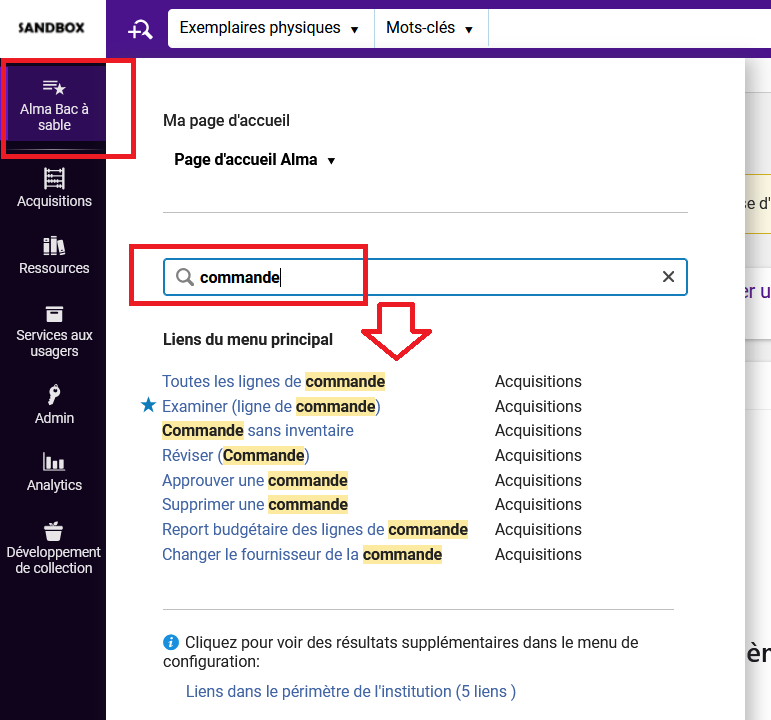 SANDBOX
Exemplaires physiques
Mots-clés
Alma Bac à
sable
Acquisitions
Ressources
Services aux
usagers
Admin
Analytics
Développement
de collection
Ma page d'accueil
Page d'accueil Alma
commande
Liens du menu principal
Toutes les lignes de commande Acquisitions
Examiner (ligne de commande) Acquisitions
Commande sans inventaire Acquisitions
Réviser (Commande) Acquisitions
Approuver une commande Acquisitions
Supprimer une commande Acquisitions
Report budgétaire des lignes de commande Acquisitions
Changer le fournisseur de la commande Acquisitions
Cliquez pour voir des résultats supplémentaires dans le menu de
configuration:
Liens dans le périmètre de l'institution (5 liens )